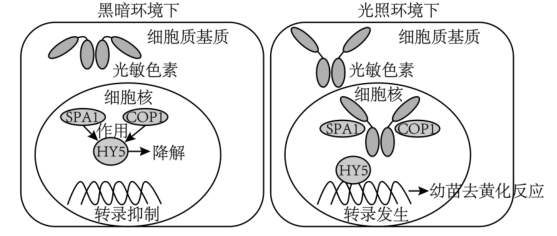 黑暗环境下
细胞质基质
光敏色素
细胞核
SPA1
COP1
作用
HY5
降解
转录抑制
光照环境下
细胞质基质
光敏色素
细胞核
SPA1
COP1
HY5
幼苗去黄化反应
转录发生